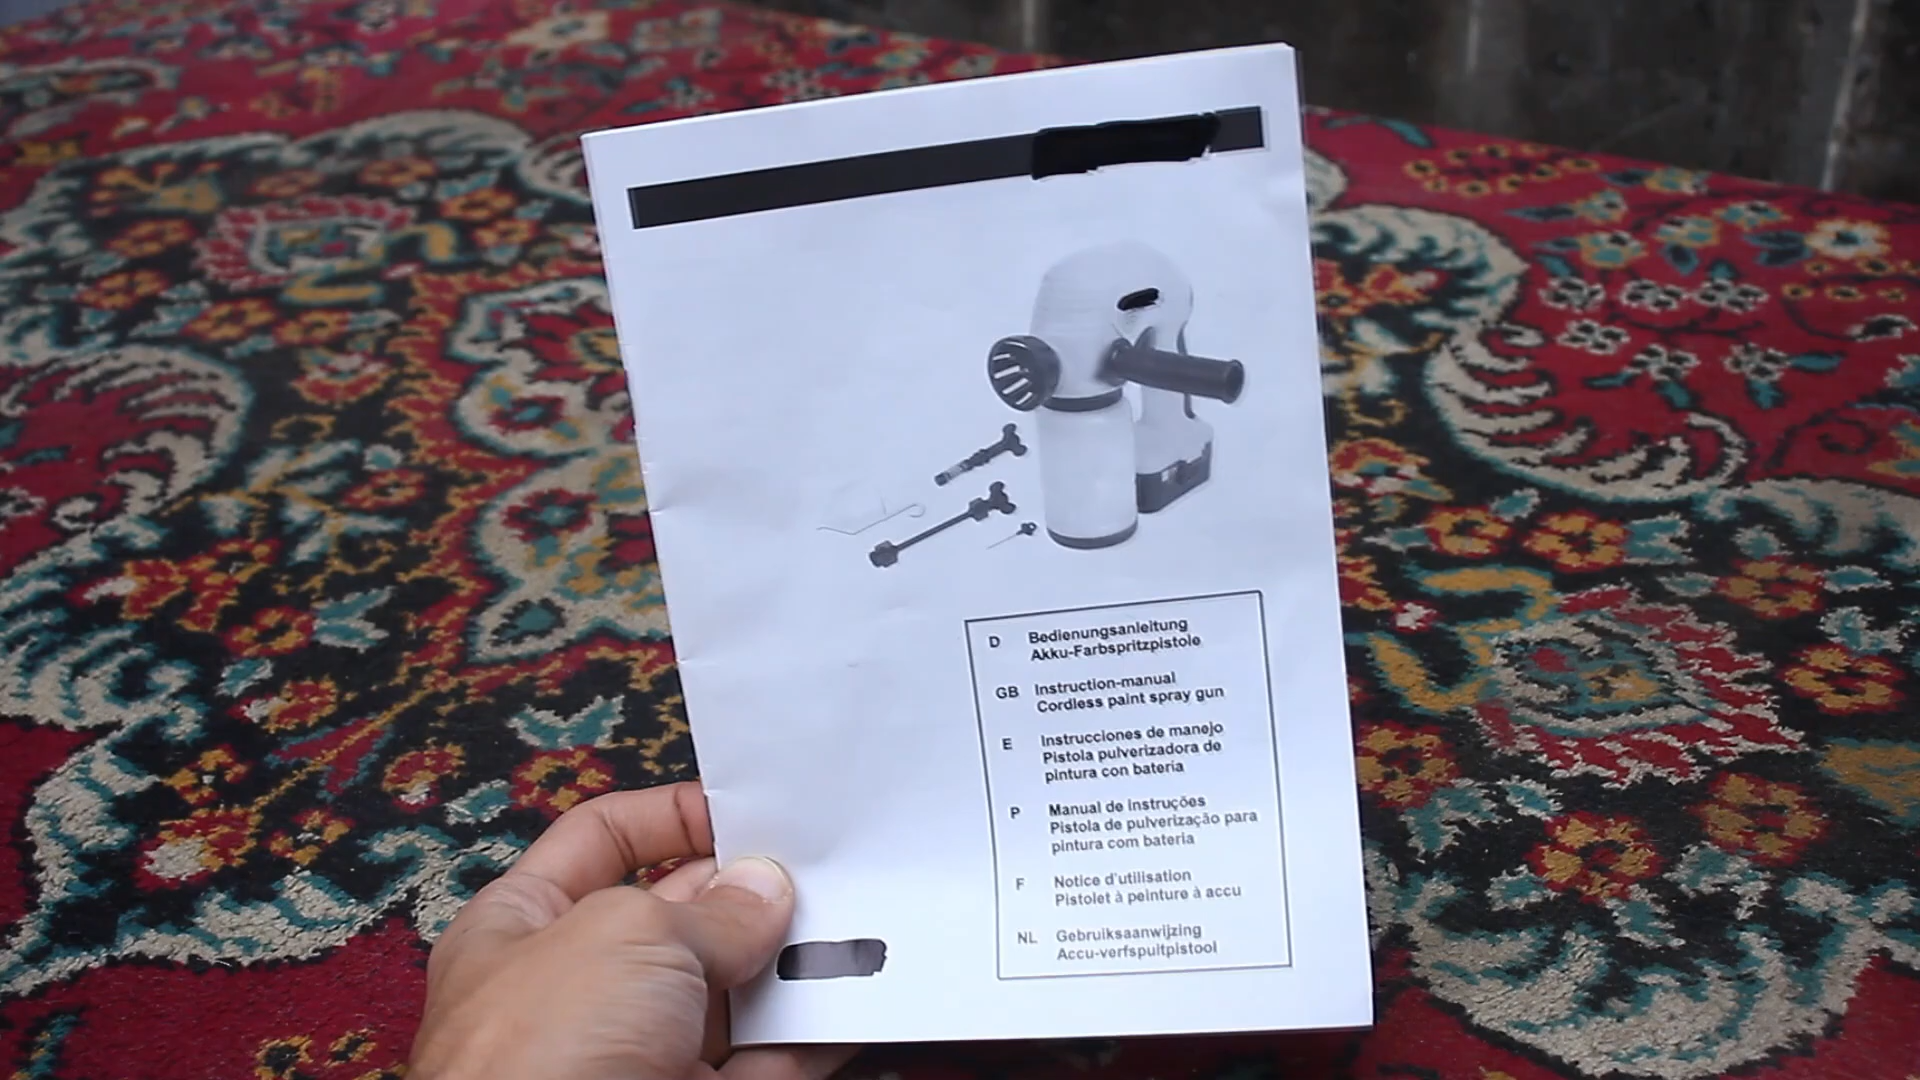 D Bedienungsanleitung
Akku-Farbspritzpistole
GB Instruction-manual
Cordless paint spray gun
E Instrucciones de manejo
Pistola pulverizadora de
pintura con bateria
P Manual de instruções
Pistola de pulverização para
pintura com bateria
F Notice d'utilisation
Pistolet à peinture à accu
NL Gebruiksaanwijzing
Accu-verfspuitpistool